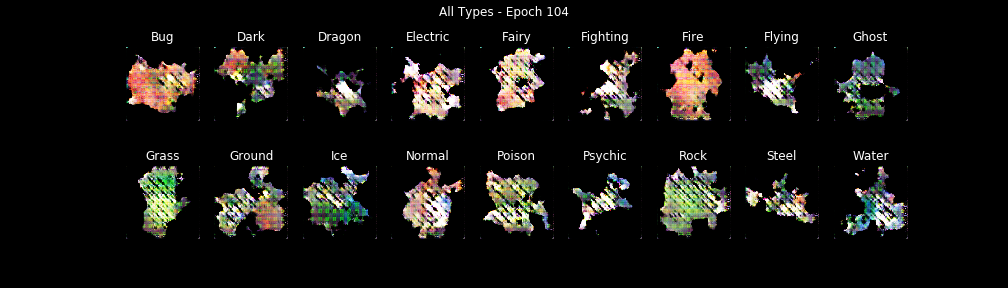 All Types - Epoch 104
Bug Dark Dragon Electric Fairy Fighting Fire Flying Ghost
Grass Ground Ice Normal Poison Psychic Rock Steel Water